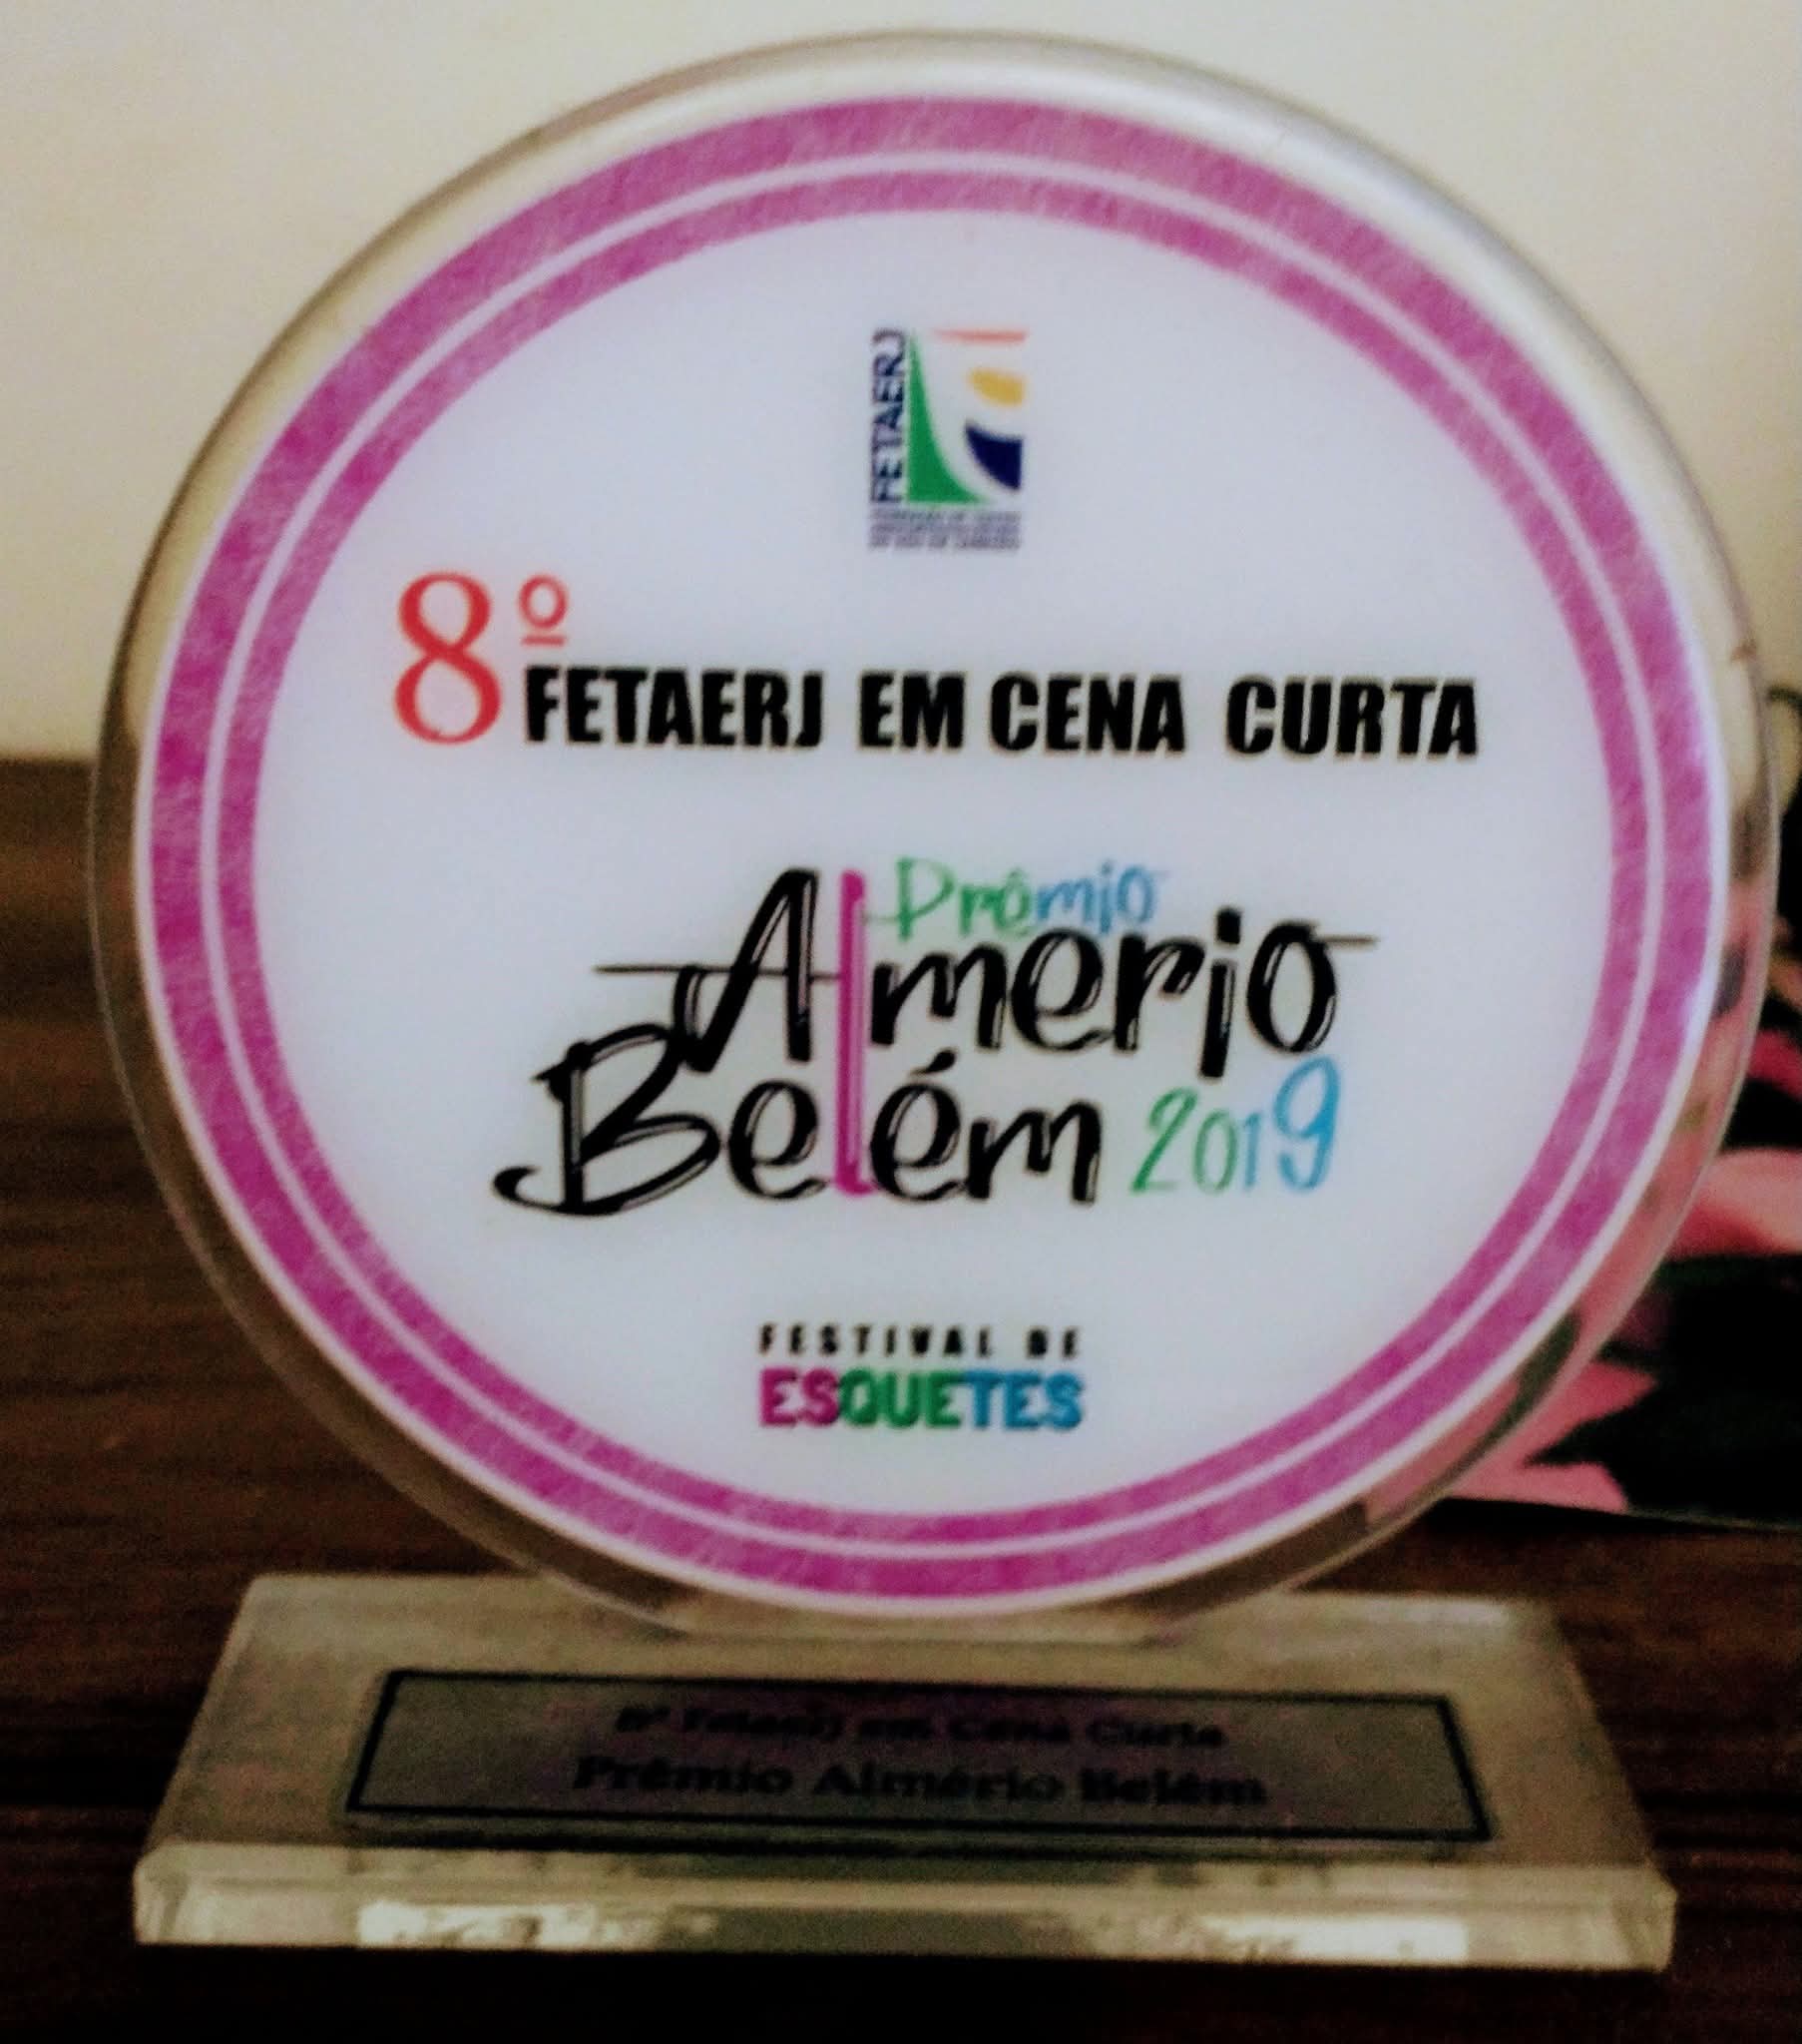 FETAERJ
8º FETAERJ EM CENA CURTA
Prêmio
Almerio
Belém 2019
FESTIVAL DE
ESQUETES
8º Fetaerj em Cena Curta
Prêmio Almério Belém